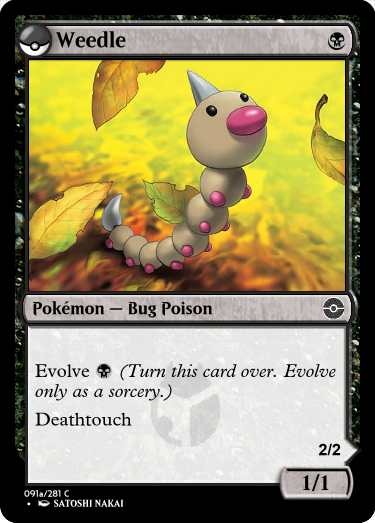 Weedle
Pokémon — Bug Poison
Evolve (Turn this card over. Evolve
only as a sorcery.)
Deathtouch
2/2
1/1
091a/281 C
• SATOSHI NAKAI